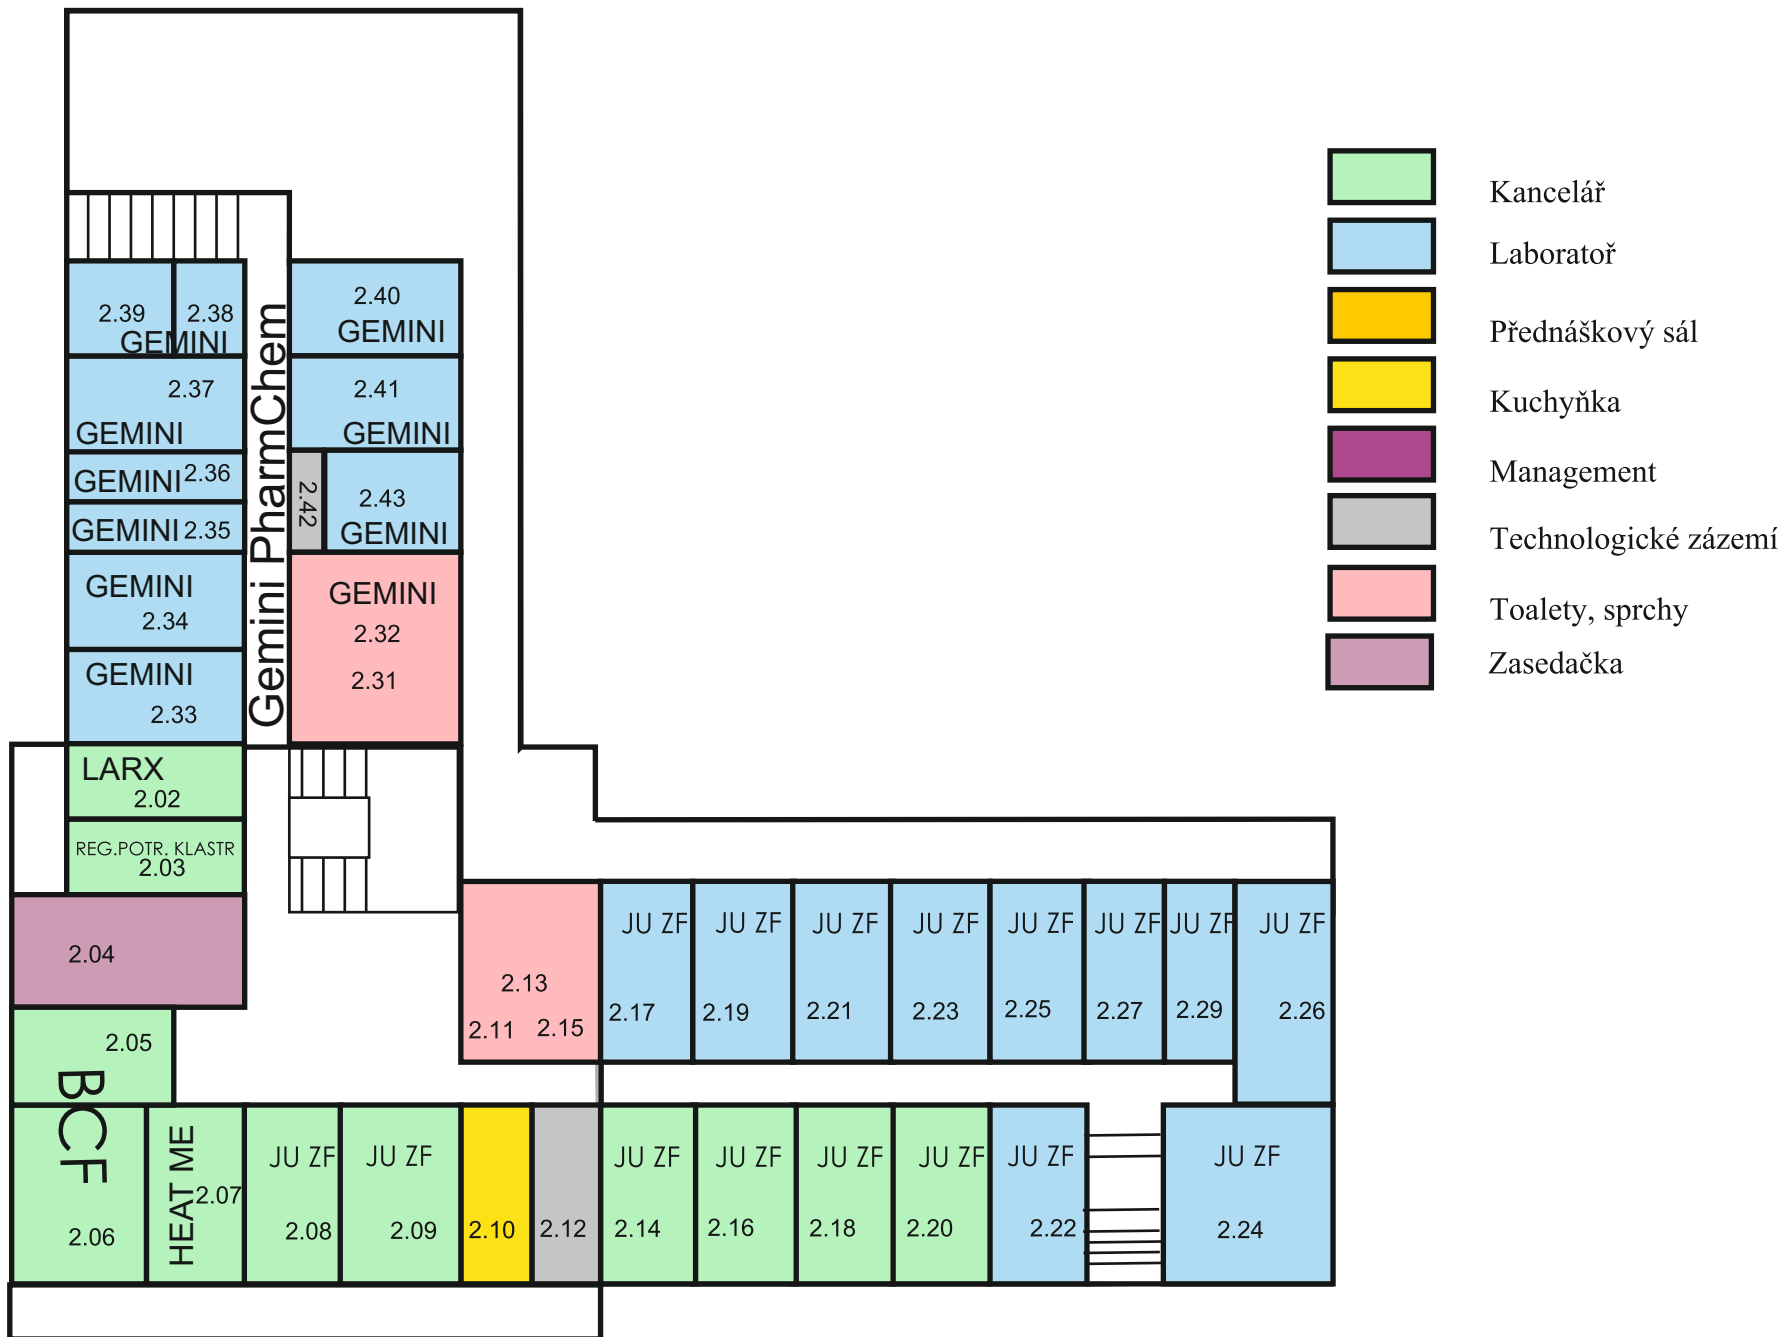 2.39
2.38
GEMINI
2.40
GEMINI
2.37
GEMINI
2.41
GEMINI
GEMINI 2.36
GEMINI 2.35
2.42
2.43
GEMINI
Gemini PharmChem
GEMINI
2.34
GEMINI
2.32
2.31
GEMINI
2.33
LARX
2.02
REG.POTR. KLASTR
2.03
2.04
2.05
BCF
2.06
HEAT ME
2.07
JU ZF
2.08
JU ZF
2.09
2.10
2.12
2.13
2.11
2.15
JU ZF
2.17
JU ZF
2.19
JU ZF
2.21
JU ZF
2.23
JU ZF
2.25
JU ZF
2.27
JU ZF
2.29
JU ZF
2.26
JU ZF
2.14
JU ZF
2.16
JU ZF
2.18
JU ZF
2.20
JU ZF
2.22
JU ZF
2.24
Kancelář
Laboratoř
Přednáškový sál
Kuchyňka
Management
Technologické zázemí
Toalety, sprchy
Zasedačka